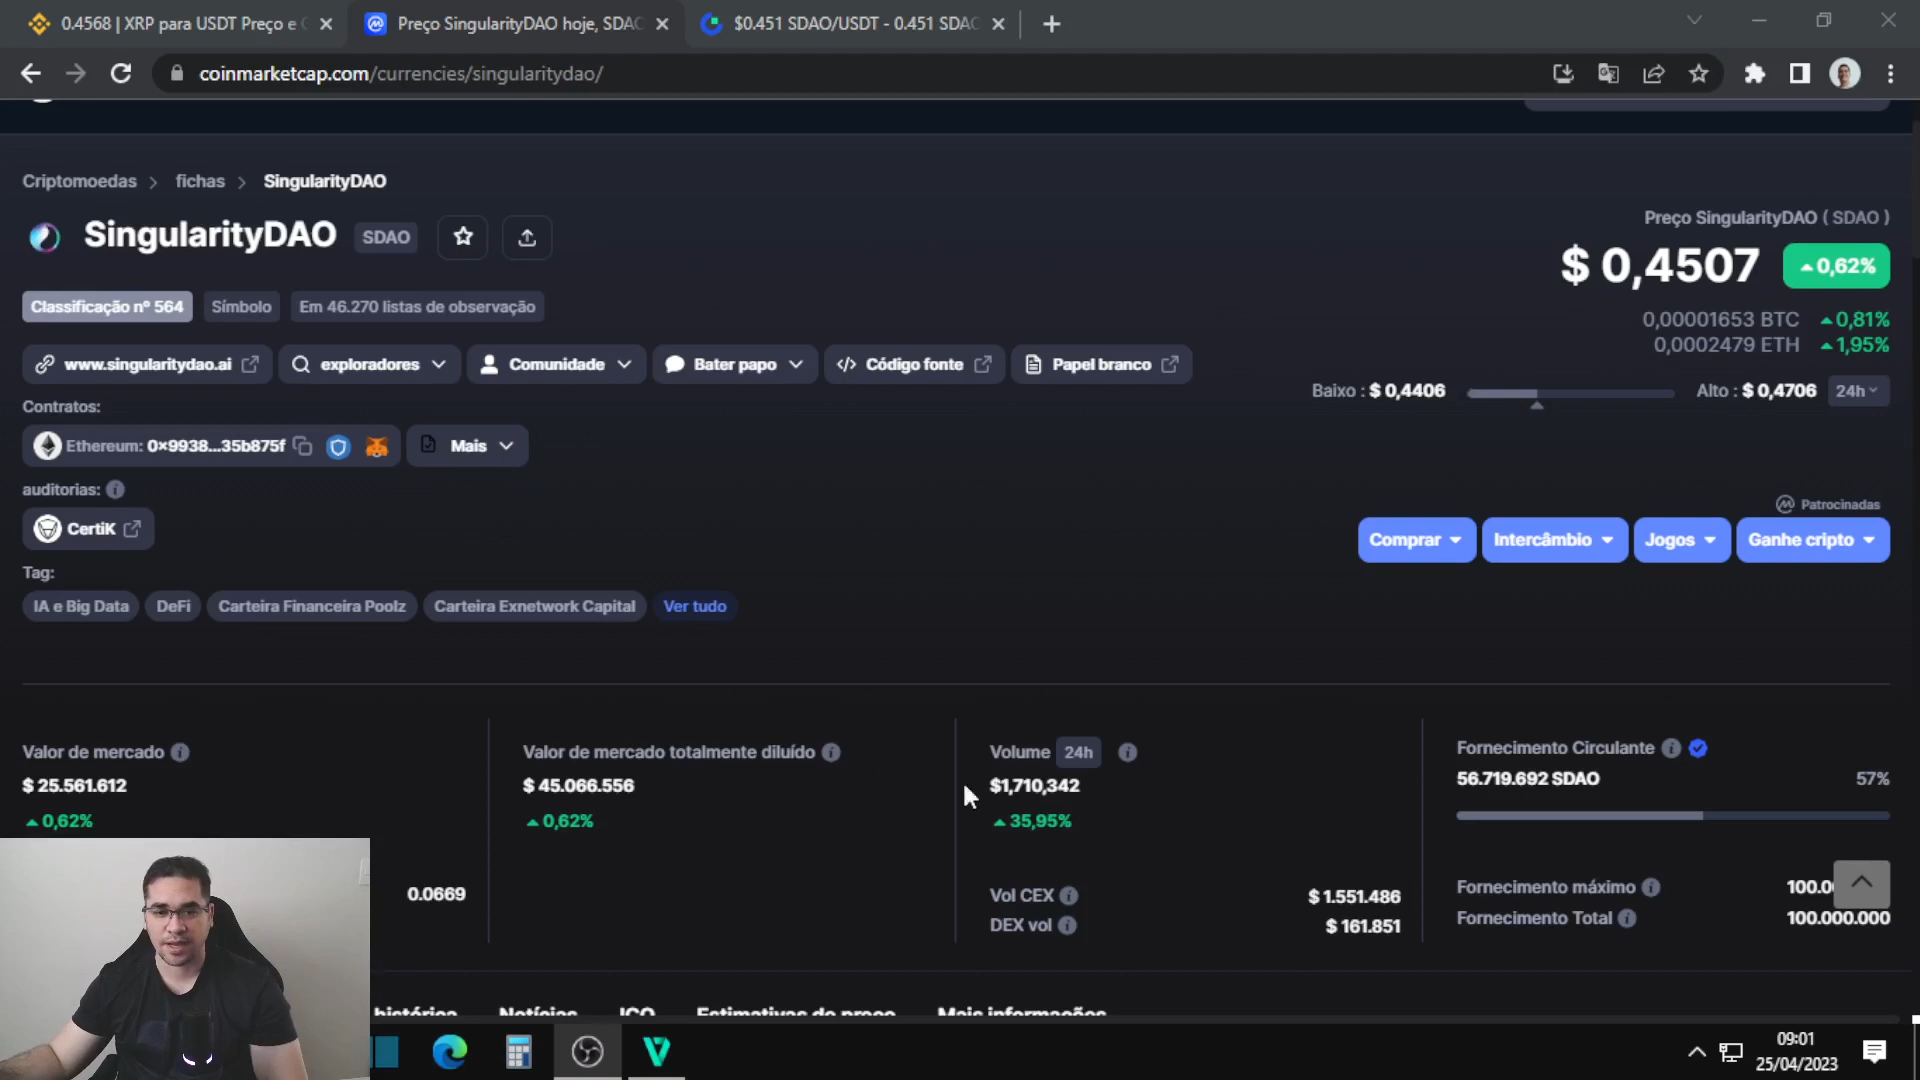 0.4568 | XRP para USDT Preço e
Preço SingularityDAO hoje, SDAO
$0.451 SDAO/USDT - 0.451 SDAO
coinmarketcap.com/currencies/singularitydao/
Criptomoedas > fichas > SingularityDAO
SingularityDAO SDAO
Classificação nº 564 Símbolo Em 46.270 listas de observação
www.singularitydao.ai exploradores Comunidade Bater papo Código fonte Papel branco
Contratos:
Ethereum: 0x9938...35b875f Mais
auditorias:
CertiK
Tag:
IA e Big Data DeFi Carteira Financeira Poolz Carteira Exnetwork Capital Ver tudo
Preço SingularityDAO ( SDAO )
$ 0,4507 0,62%
0,00001653 BTC 0,81%
0,0002479 ETH 1,95%
Baixo : $ 0,4406 Alto : $ 0,4706 24h
Patrocinadas
Comprar Intercâmbio Jogos Ganhe cripto
Valor de mercado
$ 25.561.612
0,62%
0.0669
Valor de mercado totalmente diluído
$ 45.066.556
0,62%
Volume 24h
$1,710,342
35,95%
Vol CEX $ 1.551.486
DEX vol $ 161.851
Fornecimento Circulante
56.719.692 SDAO 57%
Fornecimento máximo
Fornecimento Total 100.000.000
histórico Notícias ICO Estimativas de preço Mais informações
09:01
25/04/2023